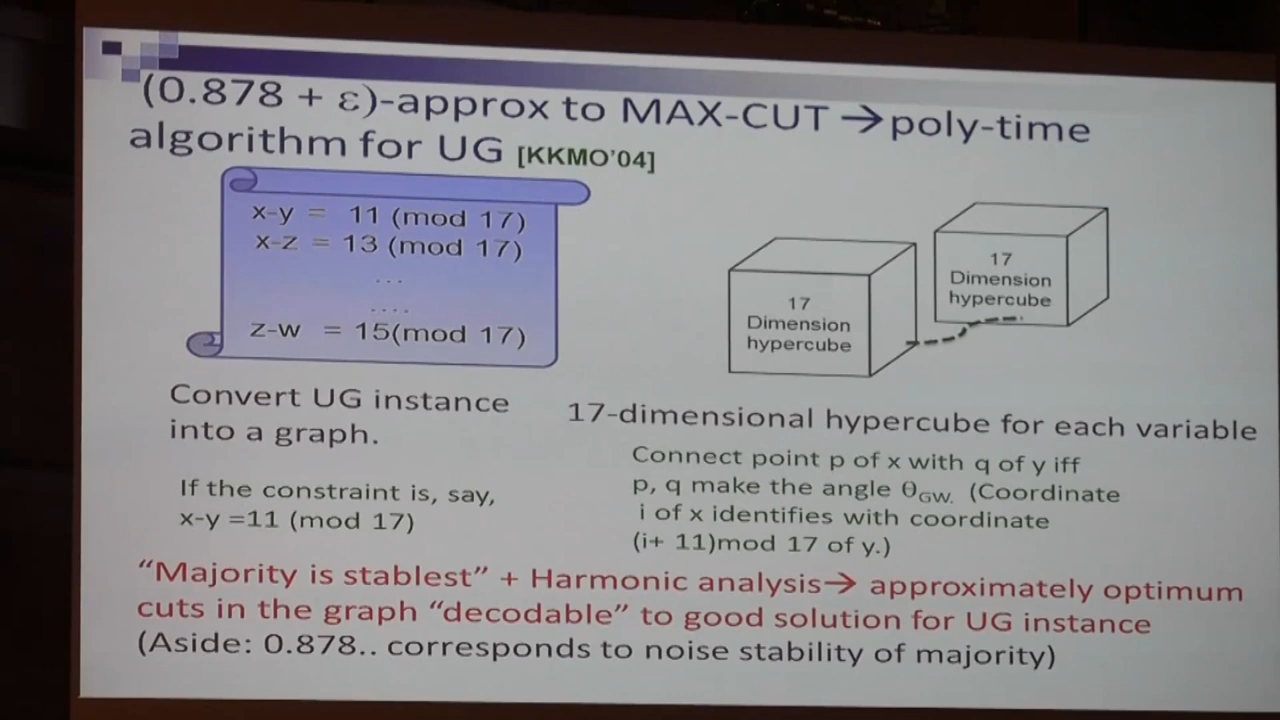 (0.878 + ε)-approx to MAX-CUT → poly-time
algorithm for UG [KKMO'04]
x-y = 11 (mod 17)
x-z = 13 (mod 17)
...
....
z-w = 15(mod 17)
17
Dimension
hypercube
17
Dimension
hypercube
Convert UG instance
into a graph.
17-dimensional hypercube for each variable
If the constraint is, say,
x-y =11 (mod 17)
Connect point p of x with q of y iff
p, q make the angle θGW. (Coordinate
i of x identifies with coordinate
(i+ 11)mod 17 of y.)
"Majority is stablest" + Harmonic analysis→ approximately optimum
cuts in the graph "decodable" to good solution for UG instance
(Aside: 0.878.. corresponds to noise stability of majority)